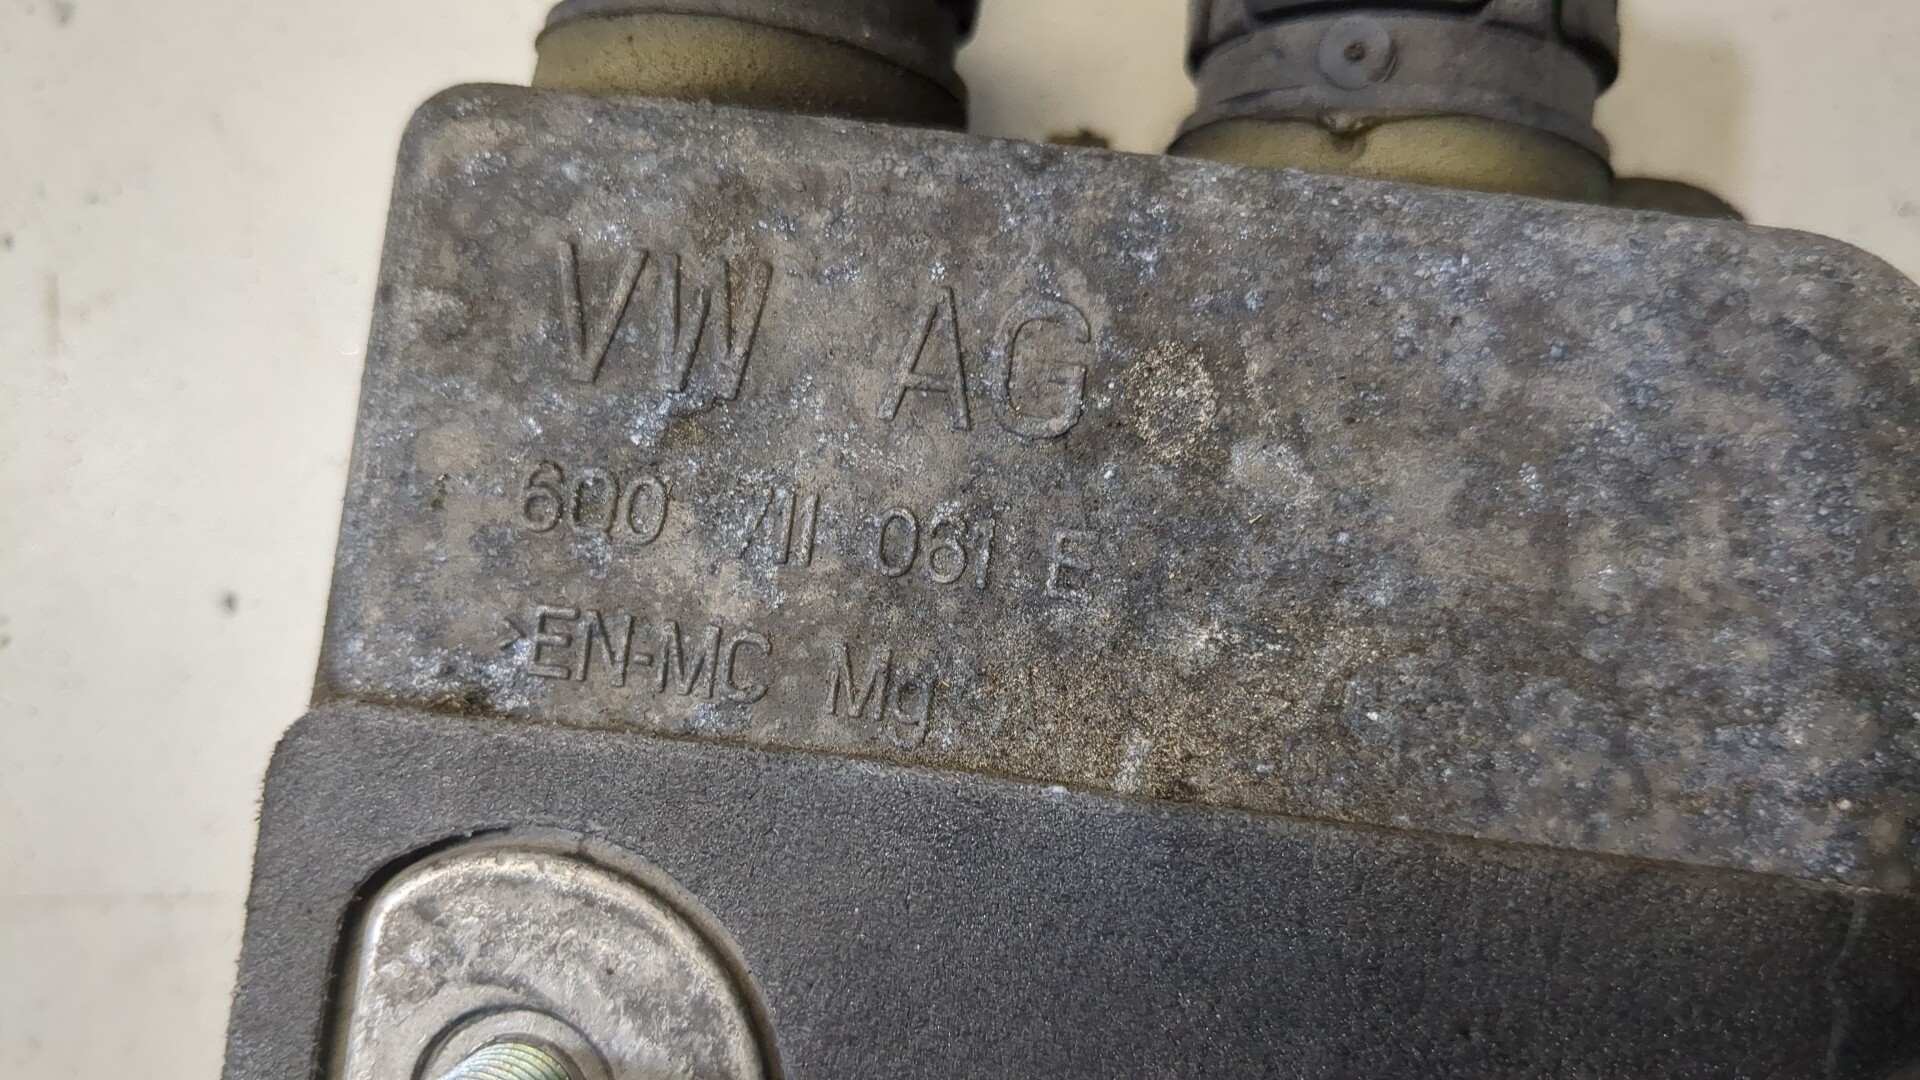 VW AG
6Q0 711 061 E
>EN-MC Mg